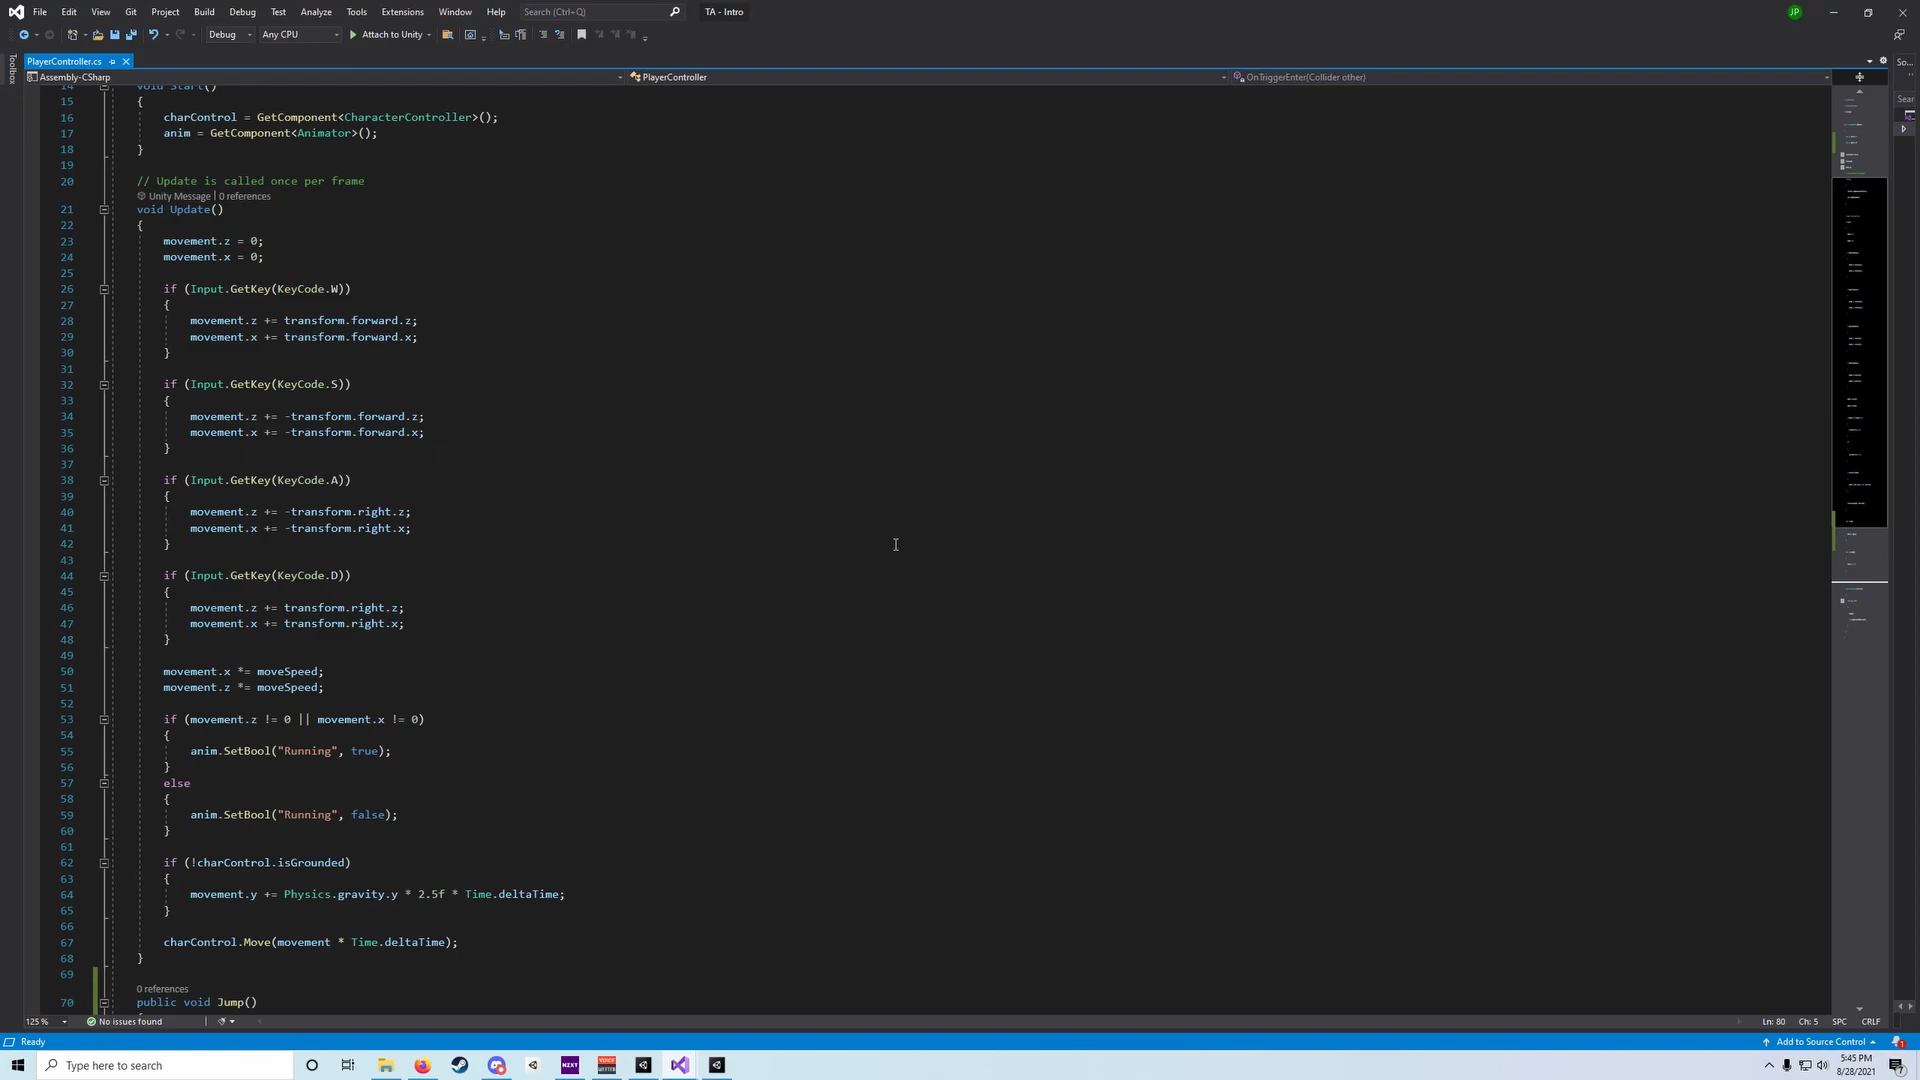 File Edit View Git Project Build Debug Test Analyze Tools Extensions Window Help Search (Ctrl+Q) TA - Intro JP
Debug Any CPU Attach to Unity
Toolbox
PlayerController.cs So...
Assembly-CSharp PlayerController OnTriggerEnter(Collider other)
Sear
14 void Start()
15 {
16 charControl = GetComponent<CharacterController>();
17 anim = GetComponent<Animator>();
18 }
19
20 // Update is called once per frame
Unity Message | 0 references
21 void Update()
22 {
23 movement.z = 0;
24 movement.x = 0;
25
26 if (Input.GetKey(KeyCode.W))
27 {
28 movement.z += transform.forward.z;
29 movement.x += transform.forward.x;
30 }
31
32 if (Input.GetKey(KeyCode.S))
33 {
34 movement.z += -transform.forward.z;
35 movement.x += -transform.forward.x;
36 }
37
38 if (Input.GetKey(KeyCode.A))
39 {
40 movement.z += -transform.right.z;
41 movement.x += -transform.right.x;
42 }
43
44 if (Input.GetKey(KeyCode.D))
45 {
46 movement.z += transform.right.z;
47 movement.x += transform.right.x;
48 }
49
50 movement.x *= moveSpeed;
51 movement.z *= moveSpeed;
52
53 if (movement.z != 0 || movement.x != 0)
54 {
55 anim.SetBool("Running", true);
56 }
57 else
58 {
59 anim.SetBool("Running", false);
60 }
61
62 if (!charControl.isGrounded)
63 {
64 movement.y += Physics.gravity.y * 2.5f * Time.deltaTime;
65 }
66
67 charControl.Move(movement * Time.deltaTime);
68 }
69
0 references
70 public void Jump()
125 % No issues found Ln: 80 Ch: 5 SPC CRLF
Ready Add to Source Control 1
Type here to search NZXT 5:45 PM
8/28/2021 7